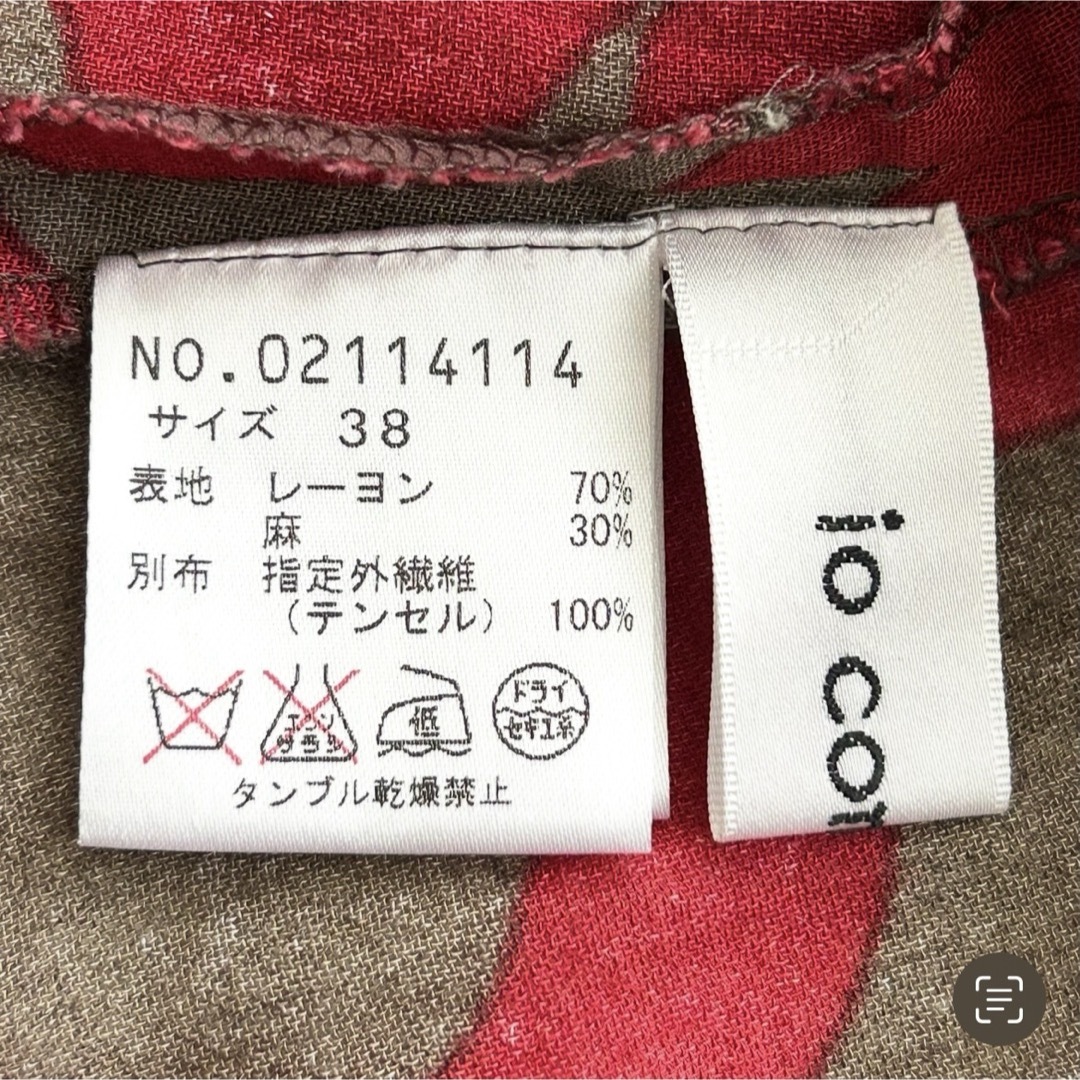 No.02114114
サイズ 38
表地 レーヨン 70%
麻 30%
別布 指定外繊維
（テンセル） 100%
エンソ
サラシ
低
ドライ
セキユ系
タンブル乾燥禁止
io co